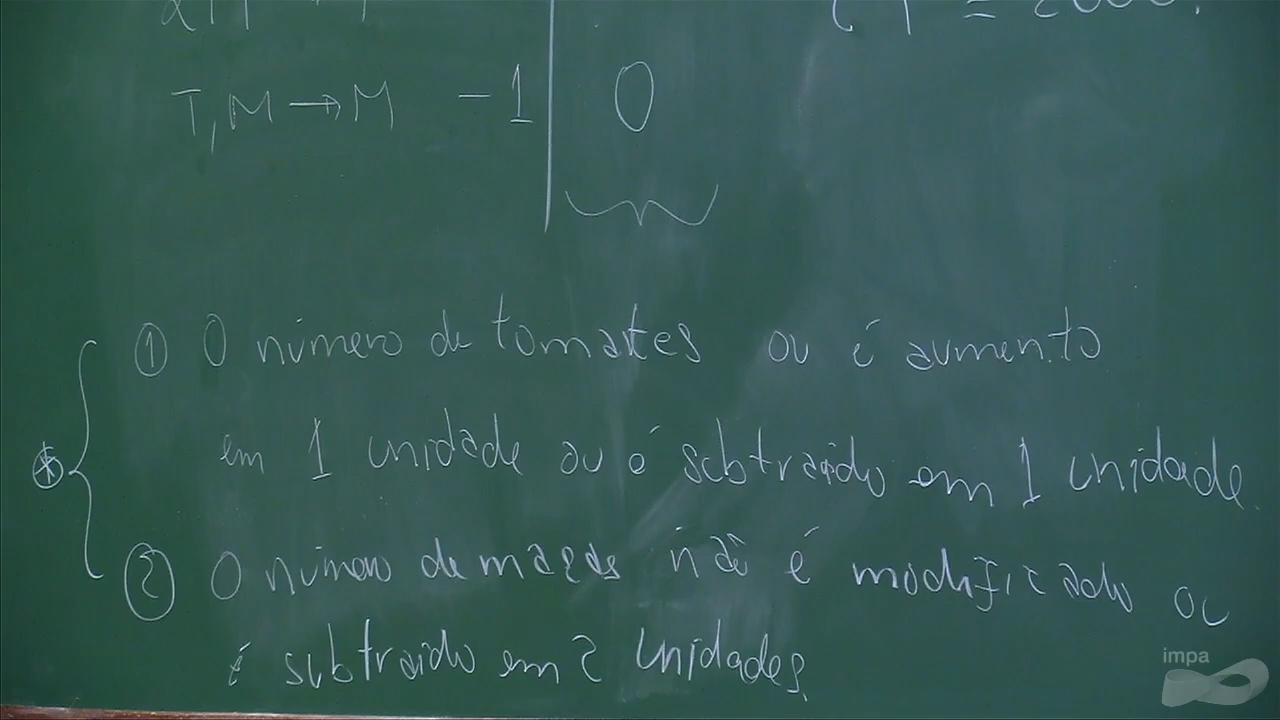 T,M → M   -1 | 0
① O número de tomates ou é aumento
em 1 unidade ou é subtraído em 1 unidade.
② O número de maçãs não é modificado ou
é subtraído em 2 unidades.
impa